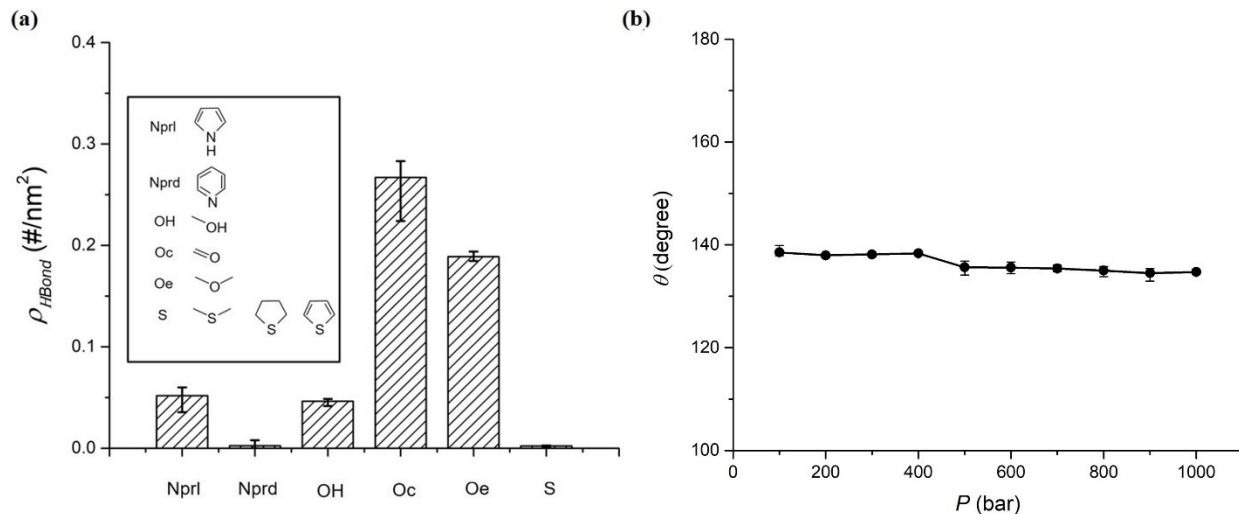 (a)
0.4
0.3
0.2
0.1
0.0
ρHBond (#/nm²)
Nprl
N
H
Nprd
N
OH
OH
Oc
O
Oe
O
S
S
S
S
Nprl Nprd OH Oc Oe S
(b)
180
160
140
120
100
θ (degree)
0 200 400 600 800 1000
P (bar)